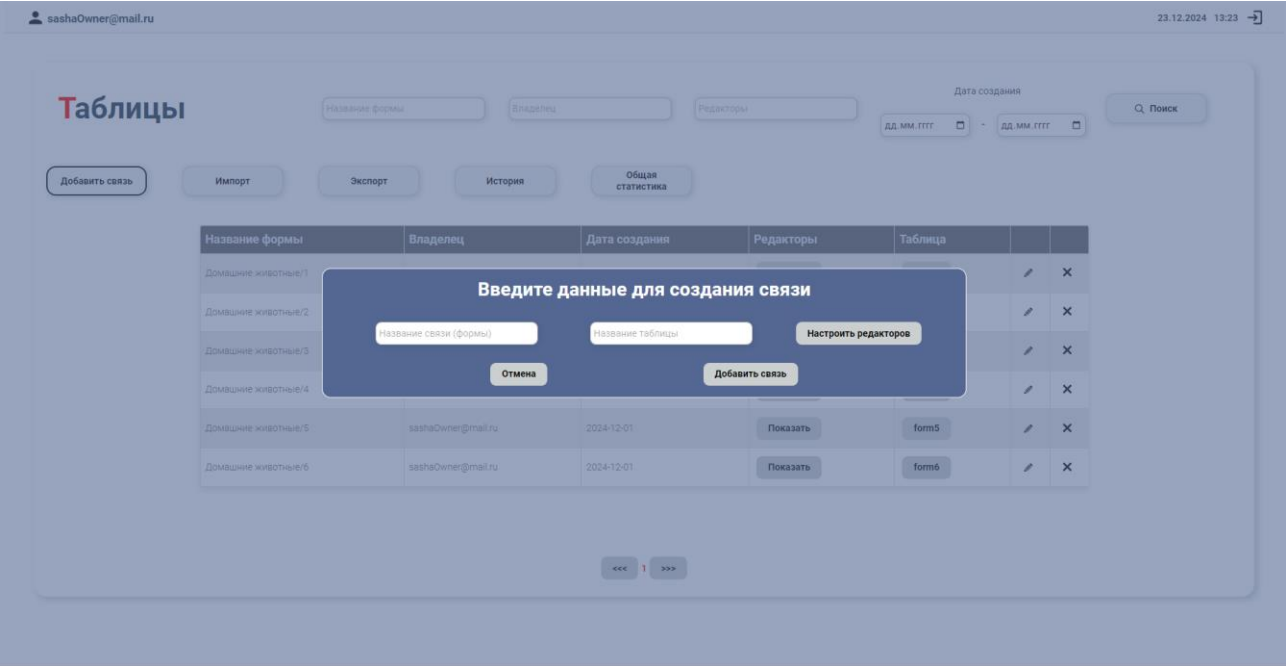 sashaOwner@mail.ru
23.12.2024 13:23
Таблицы
Название формы
Владелец
Редакторы
Дата создания
дд.мм.гггг - дд.мм.гггг
Поиск
Добавить связь
Импорт
Экспорт
История
Общая
статистика
Название формы Владелец Дата создания Редакторы Таблица
Домашние животные/1
Домашние животные/2
Домашние животные/3
Домашние животные/4
Введите данные для создания связи
Название связи (формы)
Название таблицы
Настроить редакторов
Отмена
Добавить связь
Домашние животные/5 sashaOwner@mail.ru 2024-12-01 Показать form5
Домашние животные/6 sashaOwner@mail.ru 2024-12-01 Показать form6
<<< 1 >>>